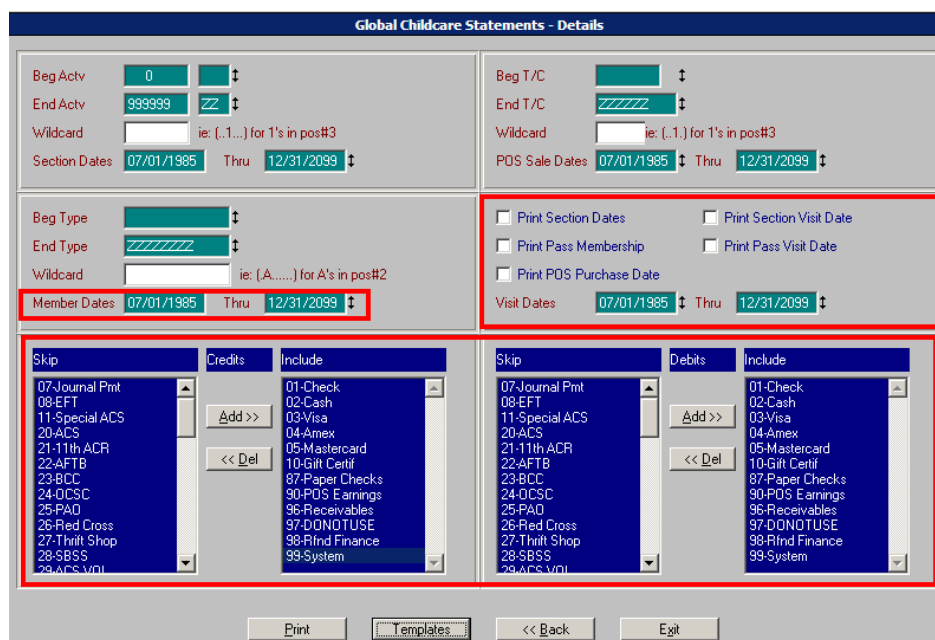 Global Childcare Statements - Details
Beg Actv 0
End Actv 999999 ZZ
Wildcard ie: (..1...) for 1's in pos#3
Section Dates 07/01/1985 Thru 12/31/2099
Beg T/C
End T/C ZZZZZZ
Wildcard ie: (..1.) for 1's in pos#3
POS Sale Dates 07/01/1985 Thru 12/31/2099
Beg Type
End Type ZZZZZZZZ
Wildcard ie: (.A......) for A's in pos#2
Member Dates 07/01/1985 Thru 12/31/2099
Print Section Dates Print Section Visit Date
Print Pass Membership Print Pass Visit Date
Print POS Purchase Date
Visit Dates 07/01/1985 Thru 12/31/2099
Skip Credits Include
07-Journal Pmt
08-EFT
11-Special ACS
20-ACS
21-11th ACR
22-AFTB
23-BCC
24-OCSC
25-PAO
26-Red Cross
27-Thrift Shop
28-SBSS
29-ACS VOL
Add >>
<< Del
01-Check
02-Cash
03-Visa
04-Amex
05-Mastercard
10-Gift Certif
87-Paper Checks
90-POS Earnings
96-Receivables
97-DONOTUSE
98-Rfnd Finance
99-System
Skip Debits Include
07-Journal Pmt
08-EFT
11-Special ACS
20-ACS
21-11th ACR
22-AFTB
23-BCC
24-OCSC
25-PAO
26-Red Cross
27-Thrift Shop
28-SBSS
29-ACS VOL
Add >>
<< Del
01-Check
02-Cash
03-Visa
04-Amex
05-Mastercard
10-Gift Certif
87-Paper Checks
90-POS Earnings
96-Receivables
97-DONOTUSE
98-Rfnd Finance
99-System
Print Templates << Back Exit